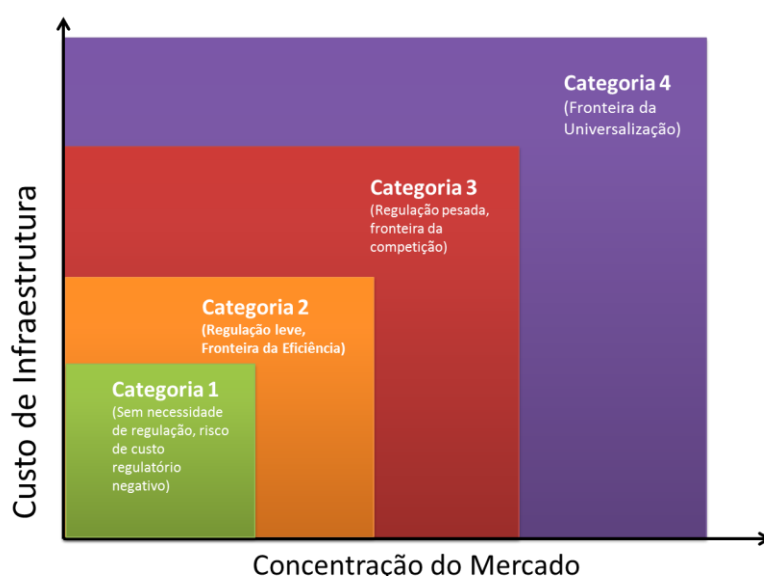 Categoria 4
(Fronteira da
Universalização)
Categoria 3
(Regulação pesada,
fronteira da
competição)
Categoria 2
(Regulação leve,
Fronteira da Eficiência)
Categoria 1
(Sem necessidade
de regulação, risco
de custo
regulatório
negativo)
Custo de Infraestrutura
Concentração do Mercado